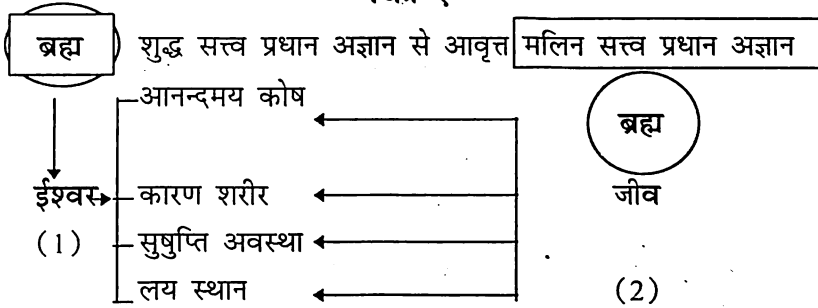 ब्रह्म शुद्ध सत्त्व प्रधान अज्ञान से आवृत्त मलिन सत्त्व प्रधान अज्ञान
आनन्दमय कोष
ब्रह्म
ईश्वर कारण शरीर जीव
(1) सुषुप्ति अवस्था
लय स्थान (2)